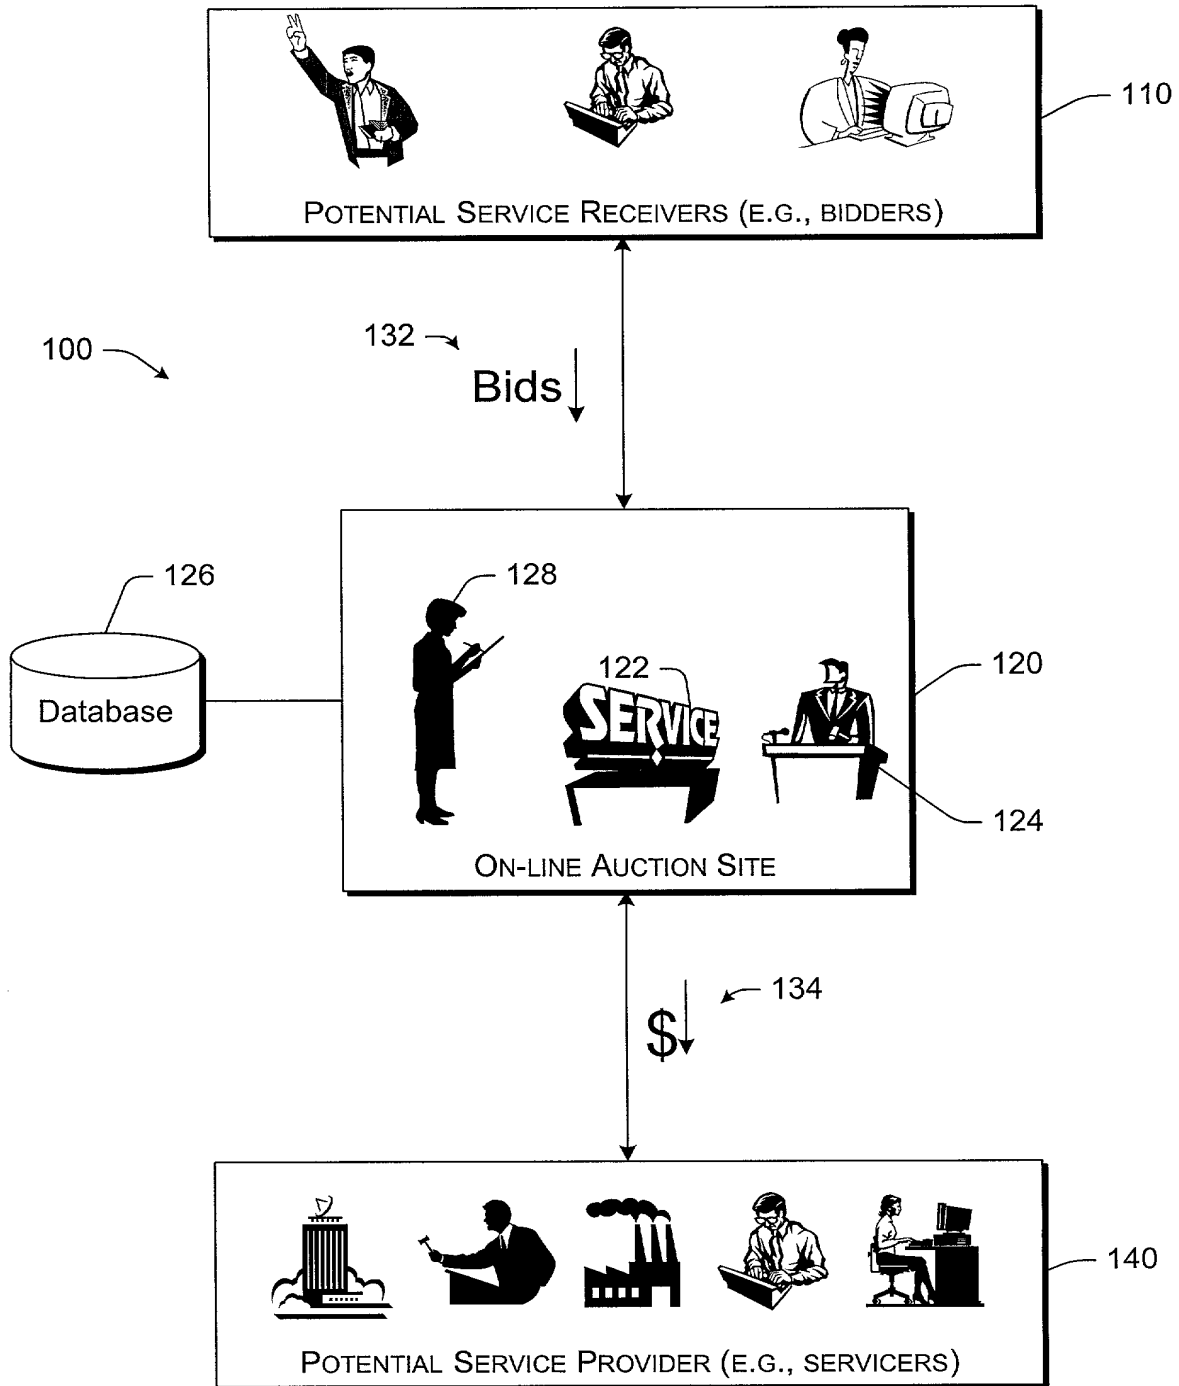 110
POTENTIAL SERVICE RECEIVERS (E.G., BIDDERS)
100
132
Bids
126
128
Database
122
SERVICE
120
124
ON-LINE AUCTION SITE
134
$
140
POTENTIAL SERVICE PROVIDER (E.G., SERVICERS)